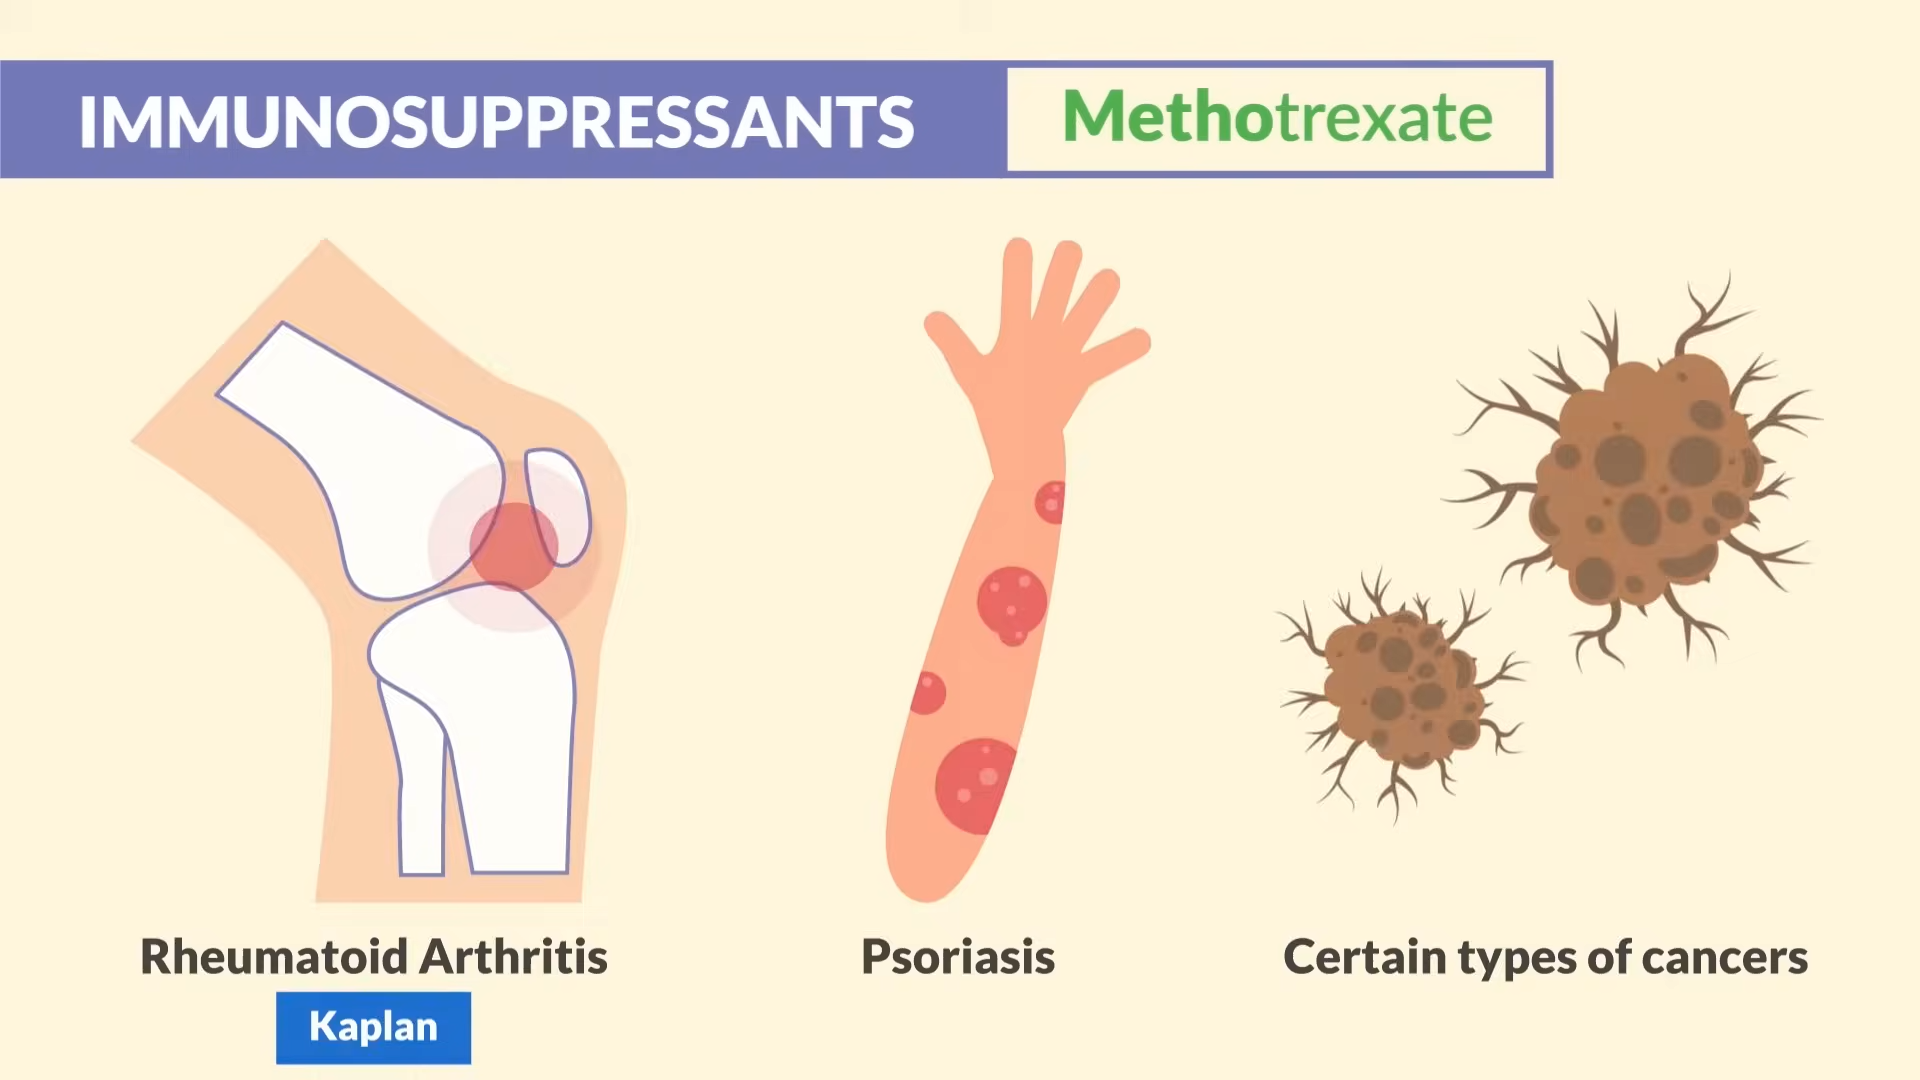 IMMUNOSUPPRESSANTS
Methotrexate
Rheumatoid Arthritis
Psoriasis
Certain types of cancers
Kaplan